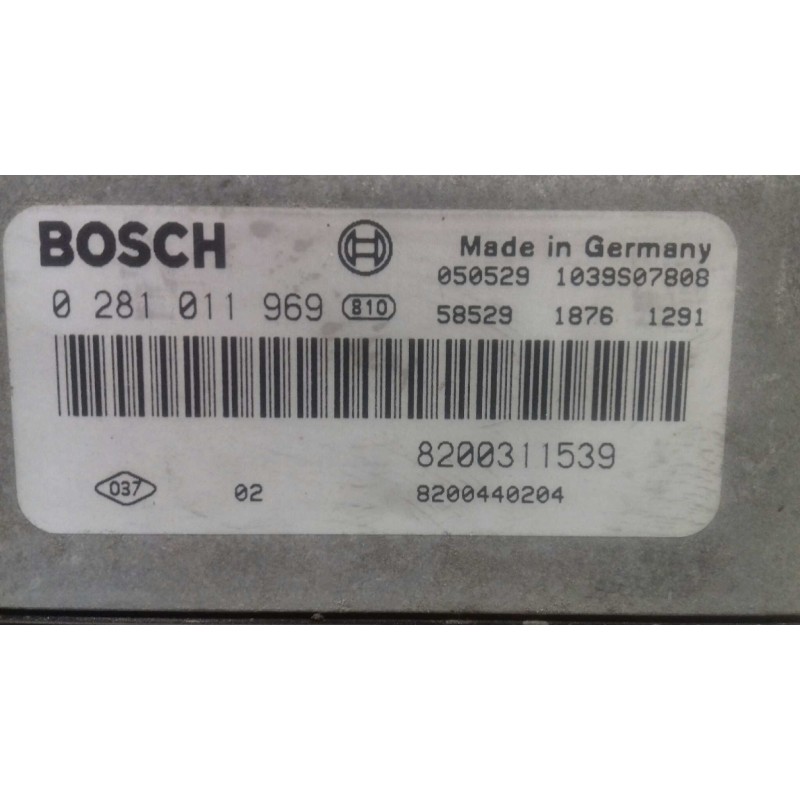 BOSCH
Made in Germany
050529 1039S07808
0 281 011 969 810
58529 1876 1291
8200311539
037 02
8200440204